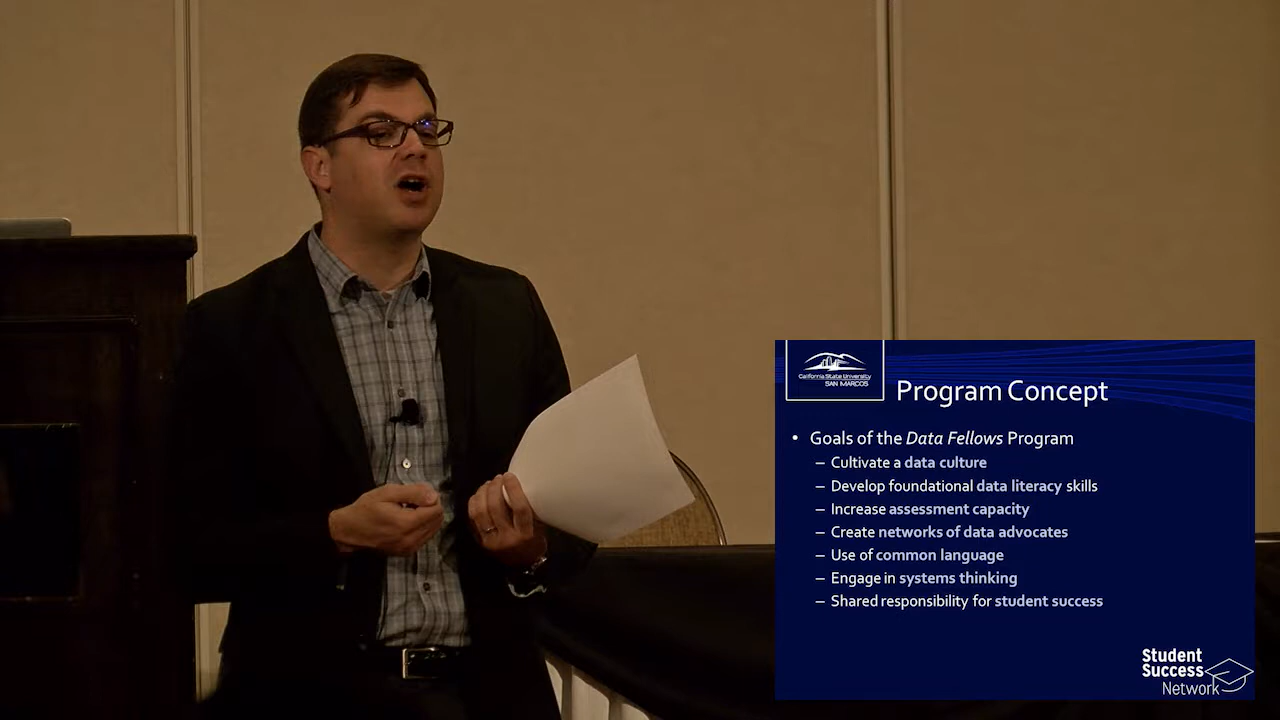 California State University
SAN MARCOS
Program Concept
• Goals of the Data Fellows Program
– Cultivate a data culture
– Develop foundational data literacy skills
– Increase assessment capacity
– Create networks of data advocates
– Use of common language
– Engage in systems thinking
– Shared responsibility for student success
Student
Success
Network